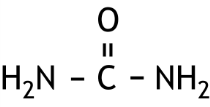 O
=
H₂N – C – NH₂